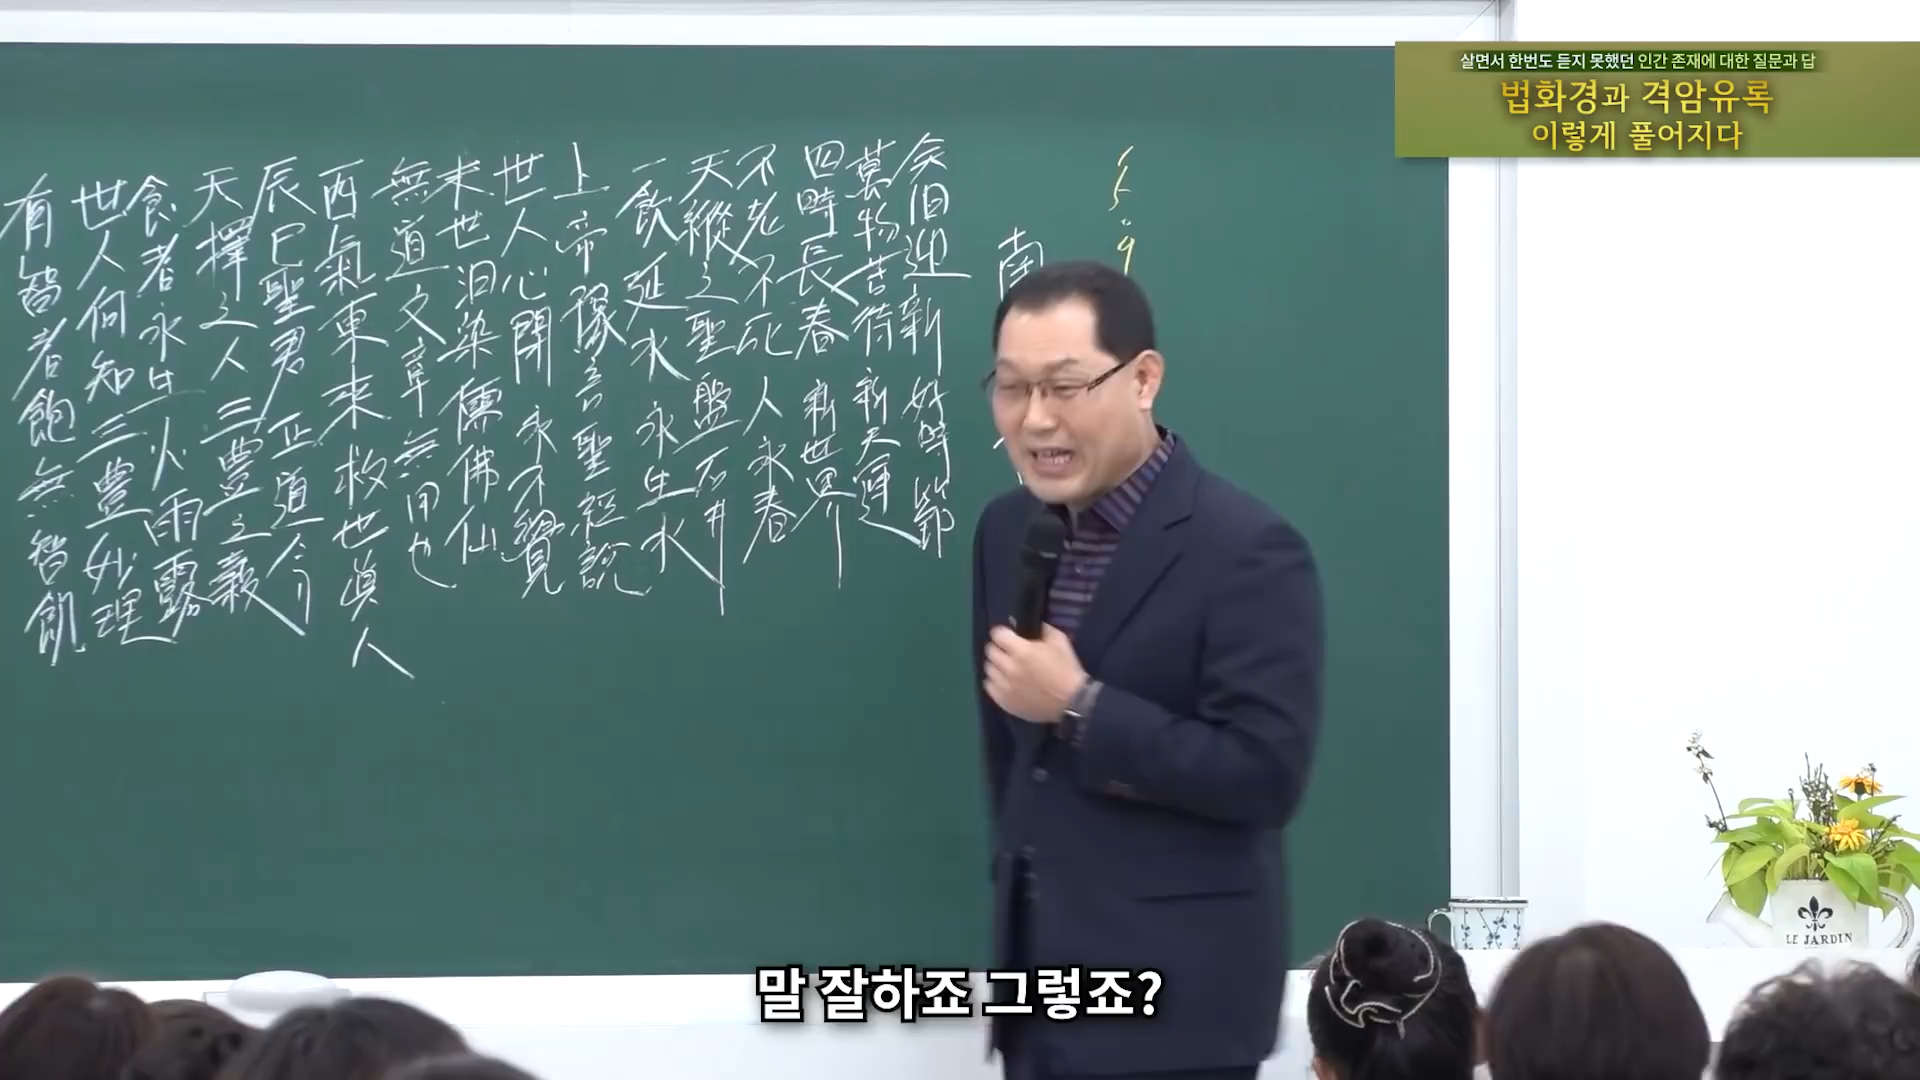 살면서 한번도 듣지 못했던 인간 존재에 대한 질문과 답
법화경과 격암유록
이렇게 풀어지다
송旧迎新 好時節
萬物苦待 新天運
四時長春 新世界
不老不死 人永春
天縱之聖 盤石井
一飮延水 永生水
上帝豫言聖經說
世人心閉 永不覺
末世汨染儒佛仙
無道文章無用也
西氣東來救世眞人
辰巳聖君 正道令
天擇之人 三豊之穀
食者永生火雨露
世人何知三豊妙理
有智者飽無智飢
南
15.9
LE JARDIN
말 잘하죠 그렇죠?